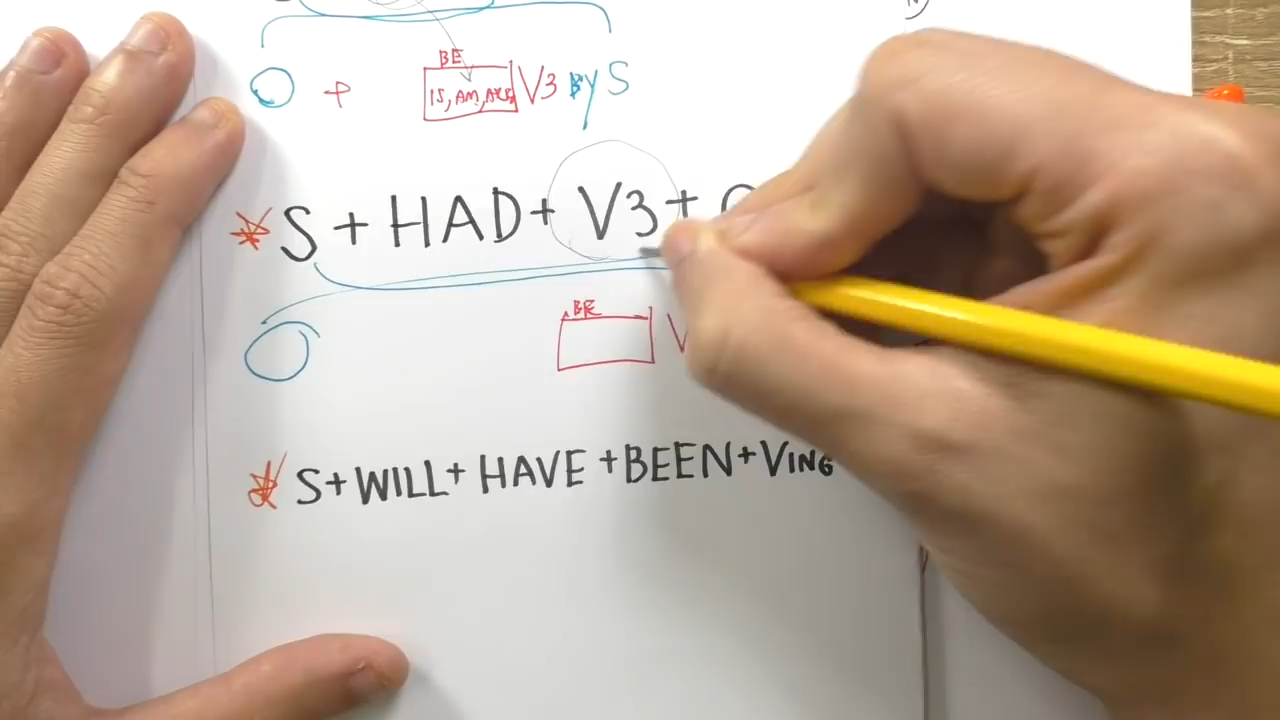 BE
O + IS, AM, ARE V3 by S
S + HAD + V3 +
BE
O V
S + WILL + HAVE + BEEN + VING